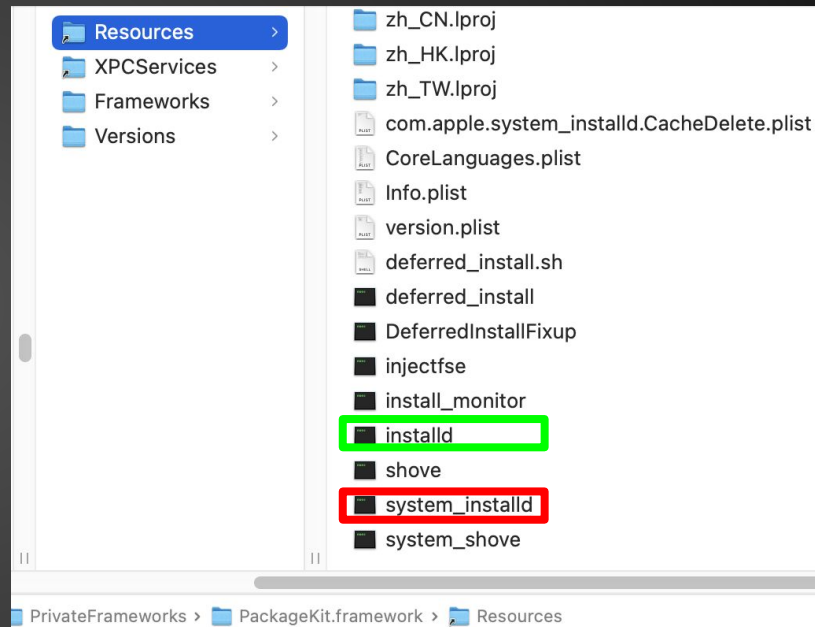 Resources
XPCServices
Frameworks
Versions
zh_CN.lproj
zh_HK.lproj
zh_TW.lproj
com.apple.system_installd.CacheDelete.plist
CoreLanguages.plist
Info.plist
version.plist
deferred_install.sh
deferred_install
DeferredInstallFixup
injectfse
install_monitor
installd
shove
system_installd
system_shove
PrivateFrameworks › PackageKit.framework › Resources